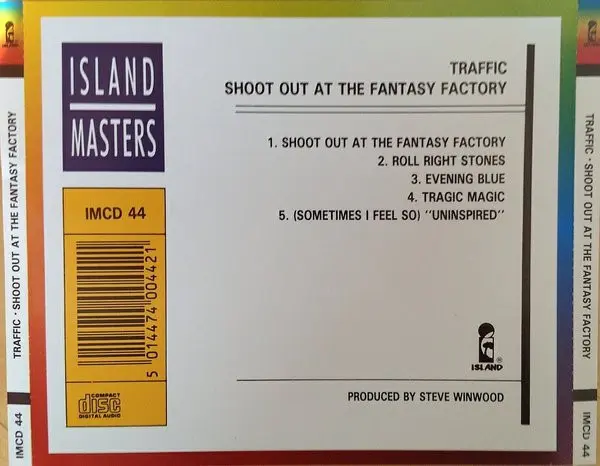 TRAFFIC · SHOOT OUT AT THE FANTASY FACTORY
IMCD 44
ISLAND
MASTERS
IMCD 44
5 014474 004421
COMPACT
disc
DIGITAL AUDIO
TRAFFIC
SHOOT OUT AT THE FANTASY FACTORY
1. SHOOT OUT AT THE FANTASY FACTORY
2. ROLL RIGHT STONES
3. EVENING BLUE
4. TRAGIC MAGIC
5. (SOMETIMES I FEEL SO) "UNINSPIRED"
®
ISLAND
PRODUCED BY STEVE WINWOOD
TRAFFIC · SHOOT OUT AT THE FANTASY FACTORY
IMCD 44